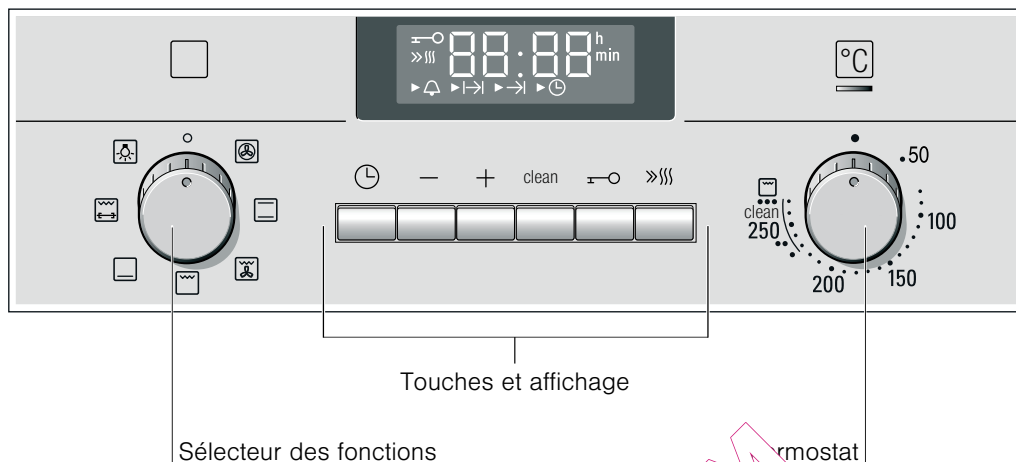 88:88 h min
°C
clean
50
100
150
200
250
clean
Touches et affichage
Sélecteur des fonctions
rmostat